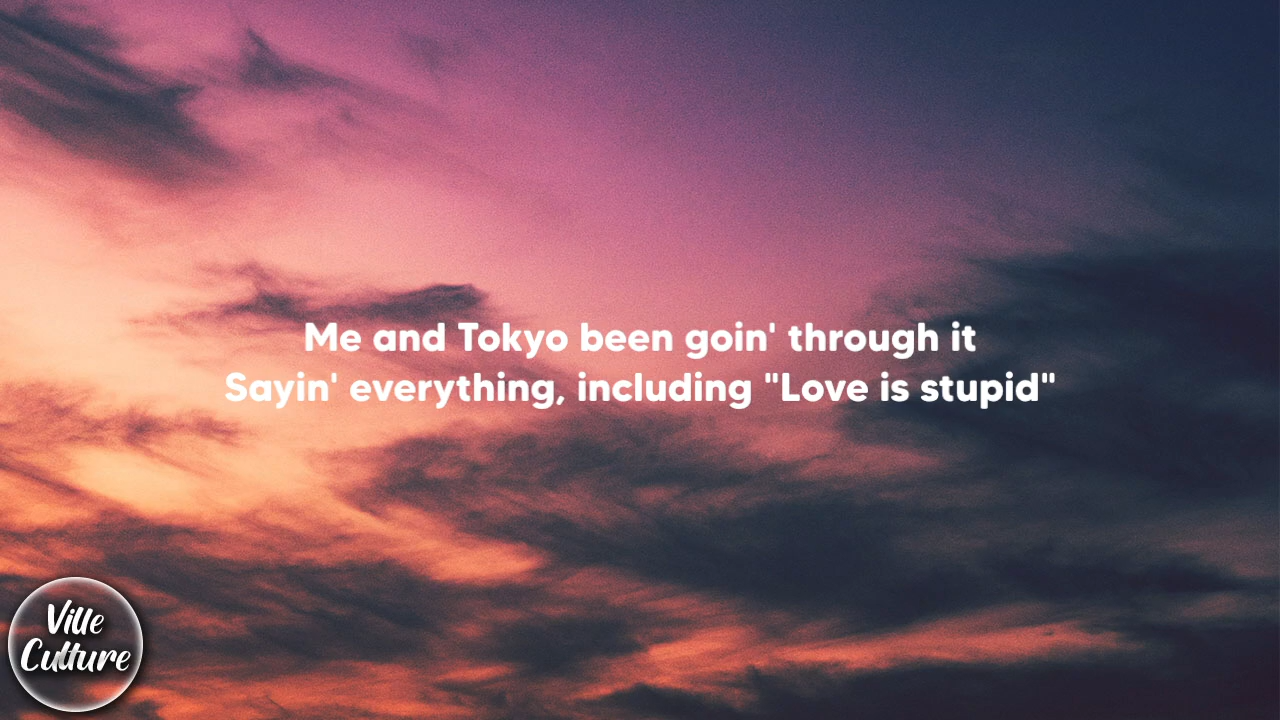 Me and Tokyo been goin' through it
Sayin' everything, including "Love is stupid"
Ville
Culture